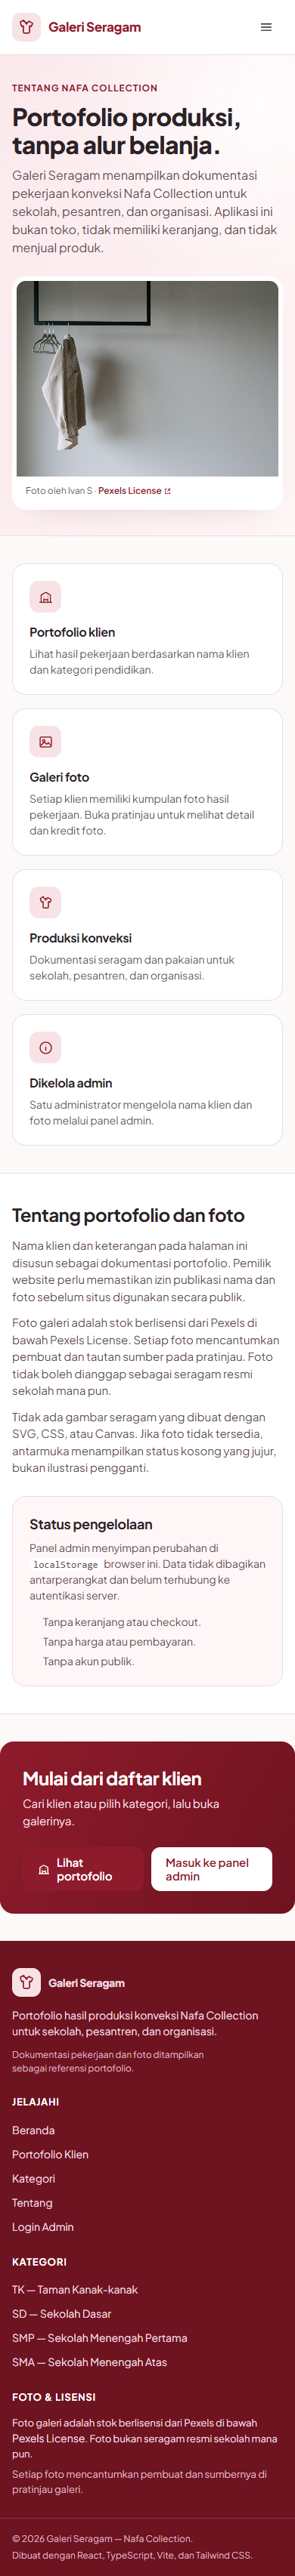 Galeri Seragam
TENTANG NAFA COLLECTION
Portofolio produksi,
tanpa alur belanja.
Galeri Seragam menampilkan dokumentasi
pekerjaan konveksi Nafa Collection untuk
sekolah, pesantren, dan organisasi. Aplikasi ini
bukan toko, tidak memiliki keranjang, dan tidak
menjual produk.
Foto oleh Ivan S · Pexels License
Portofolio klien
Lihat hasil pekerjaan berdasarkan nama klien
dan kategori pendidikan.
Galeri foto
Setiap klien memiliki kumpulan foto hasil
pekerjaan. Buka pratinjau untuk melihat detail
dan kredit foto.
Produksi konveksi
Dokumentasi seragam dan pakaian untuk
sekolah, pesantren, dan organisasi.
Dikelola admin
Satu administrator mengelola nama klien dan
foto melalui panel admin.
Tentang portofolio dan foto
Nama klien dan keterangan pada halaman ini
disusun sebagai dokumentasi portofolio. Pemilik
website perlu memastikan izin publikasi nama dan
foto sebelum situs digunakan secara publik.
Foto galeri adalah stok berlisensi dari Pexels di
bawah Pexels License. Setiap foto mencantumkan
pembuat dan tautan sumber pada pratinjau. Foto
tidak boleh dianggap sebagai seragam resmi
sekolah mana pun.
Tidak ada gambar seragam yang dibuat dengan
SVG, CSS, atau Canvas. Jika foto tidak tersedia,
antarmuka menampilkan status kosong yang jujur,
bukan ilustrasi pengganti.
Status pengelolaan
Panel admin menyimpan perubahan di
localStorage browser ini. Data tidak dibagikan
antarperangkat dan belum terhubung ke
autentikasi server.
Tanpa keranjang atau checkout.
Tanpa harga atau pembayaran.
Tanpa akun publik.
Mulai dari daftar klien
Cari klien atau pilih kategori, lalu buka
galerinya.
Lihat
portofolio
Masuk ke panel
admin
Galeri Seragam
Portofolio hasil produksi konveksi Nafa Collection
untuk sekolah, pesantren, dan organisasi.
Dokumentasi pekerjaan dan foto ditampilkan
sebagai referensi portofolio.
JELAJAHI
Beranda
Portofolio Klien
Kategori
Tentang
Login Admin
KATEGORI
TK — Taman Kanak-kanak
SD — Sekolah Dasar
SMP — Sekolah Menengah Pertama
SMA — Sekolah Menengah Atas
FOTO & LISENSI
Foto galeri adalah stok berlisensi dari Pexels di bawah
Pexels License. Foto bukan seragam resmi sekolah mana
pun.
Setiap foto mencantumkan pembuat dan sumbernya di
pratinjau galeri.
© 2026 Galeri Seragam — Nafa Collection.
Dibuat dengan React, TypeScript, Vite, dan Tailwind CSS.